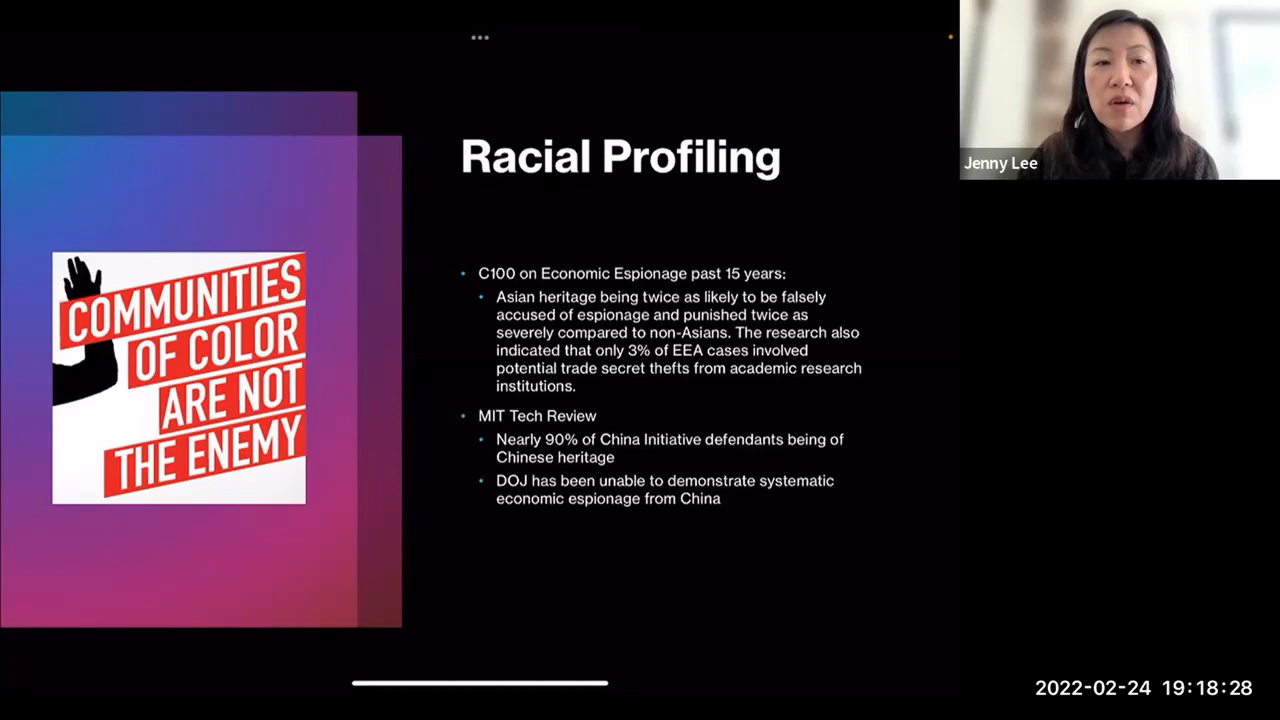 Racial Profiling
COMMUNITIES
OF COLOR
ARE NOT
THE ENEMY
• C100 on Economic Espionage past 15 years:
• Asian heritage being twice as likely to be falsely
accused of espionage and punished twice as
severely compared to non-Asians. The research also
indicated that only 3% of EEA cases involved
potential trade secret thefts from academic research
institutions.
• MIT Tech Review
• Nearly 90% of China Initiative defendants being of
Chinese heritage
• DOJ has been unable to demonstrate systematic
economic espionage from China
Jenny Lee
2022-02-24 19:18:28